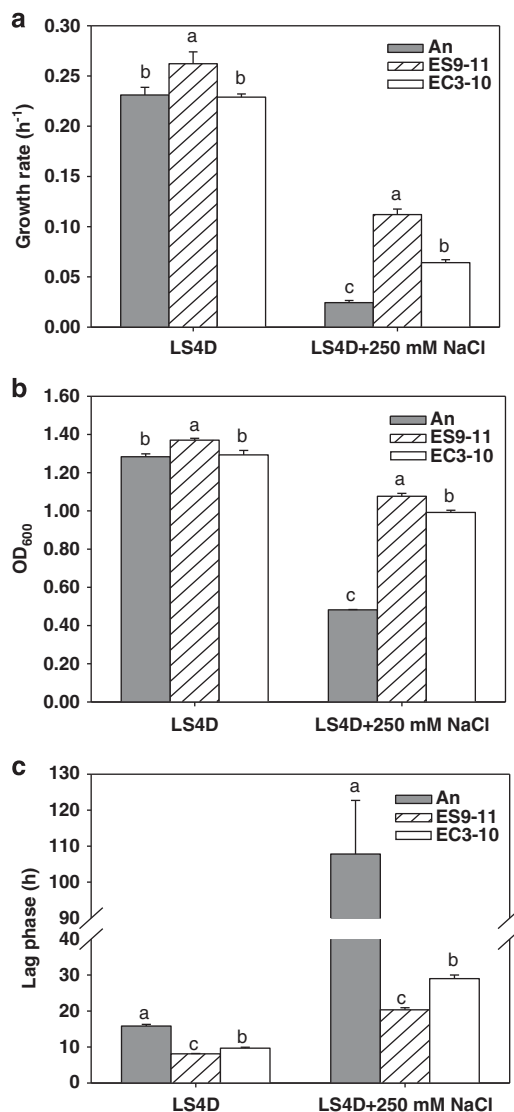 a
0.30
0.25
0.20
0.15
0.10
0.05
0.00
Growth rate (h⁻¹)
An
ES9-11
EC3-10
b a b
c a b
LS4D LS4D+250 mM NaCl
b
1.60
1.40
1.20
1.00
0.80
0.60
0.40
0.20
0.00
OD₆₀₀
An
ES9-11
EC3-10
b a b
c a b
LS4D LS4D+250 mM NaCl
c
130
120
110
100
90
40
30
20
10
0
Lag phase (h)
An
ES9-11
EC3-10
a c b
a c b
LS4D LS4D+250 mM NaCl